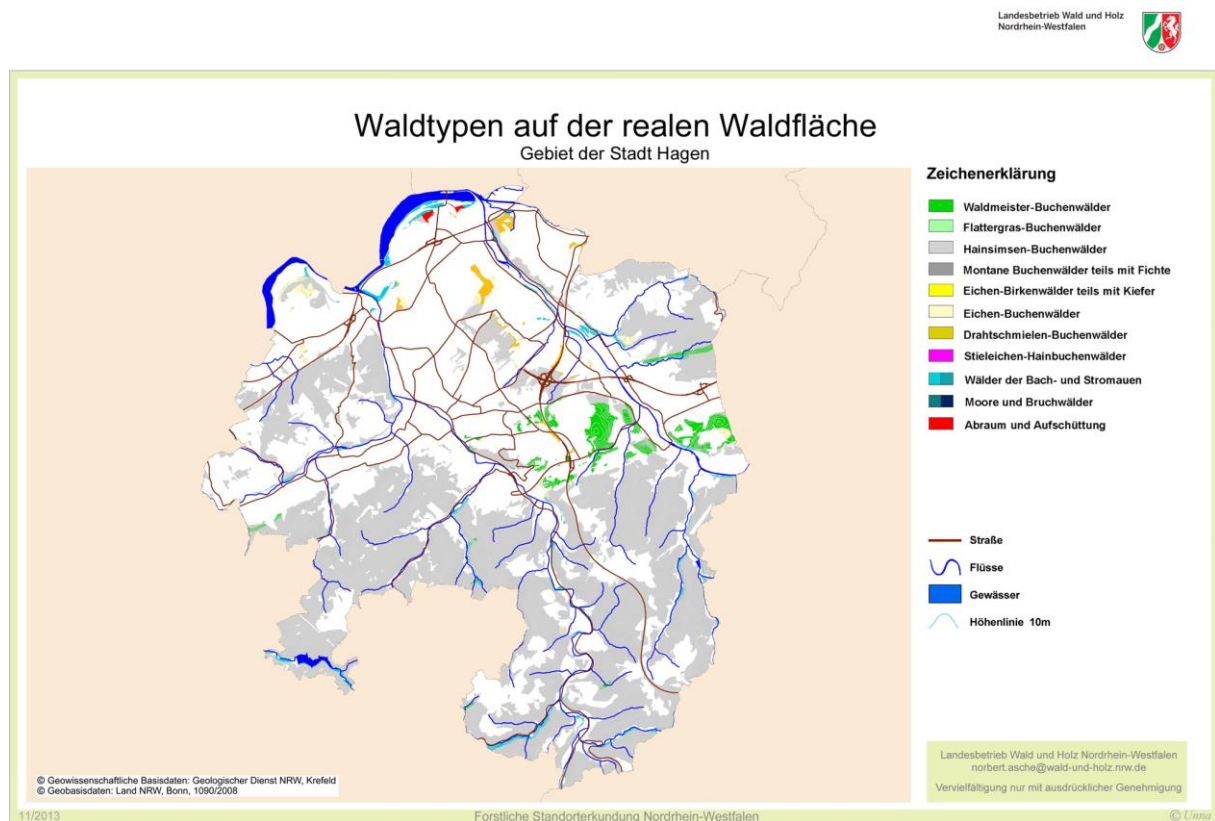 Landesbetrieb Wald und Holz
Nordrhein-Westfalen
Waldtypen auf der realen Waldfläche
Gebiet der Stadt Hagen
Zeichenerklärung
Waldmeister-Buchenwälder
Flattergras-Buchenwälder
Hainsimsen-Buchenwälder
Montane Buchenwälder teils mit Fichte
Eichen-Birkenwälder teils mit Kiefer
Eichen-Buchenwälder
Drahtschmielen-Buchenwälder
Stieleichen-Hainbuchenwälder
Wälder der Bach- und Stromauen
Moore und Bruchwälder
Abraum und Aufschüttung
Straße
Flüsse
Gewässer
Höhenlinie 10m
© Geowissenschaftliche Basisdaten: Geologischer Dienst NRW, Krefeld
© Geobasisdaten: Land NRW, Bonn, 1090/2008
Landesbetrieb Wald und Holz Nordrhein-Westfalen
norbert.asche@wald-und-holz.nrw.de
Vervielfältigung nur mit ausdrücklicher Genehmigung
11/2013
Forstliche Standorterkundung Nordrhein-Westfalen
© Unna